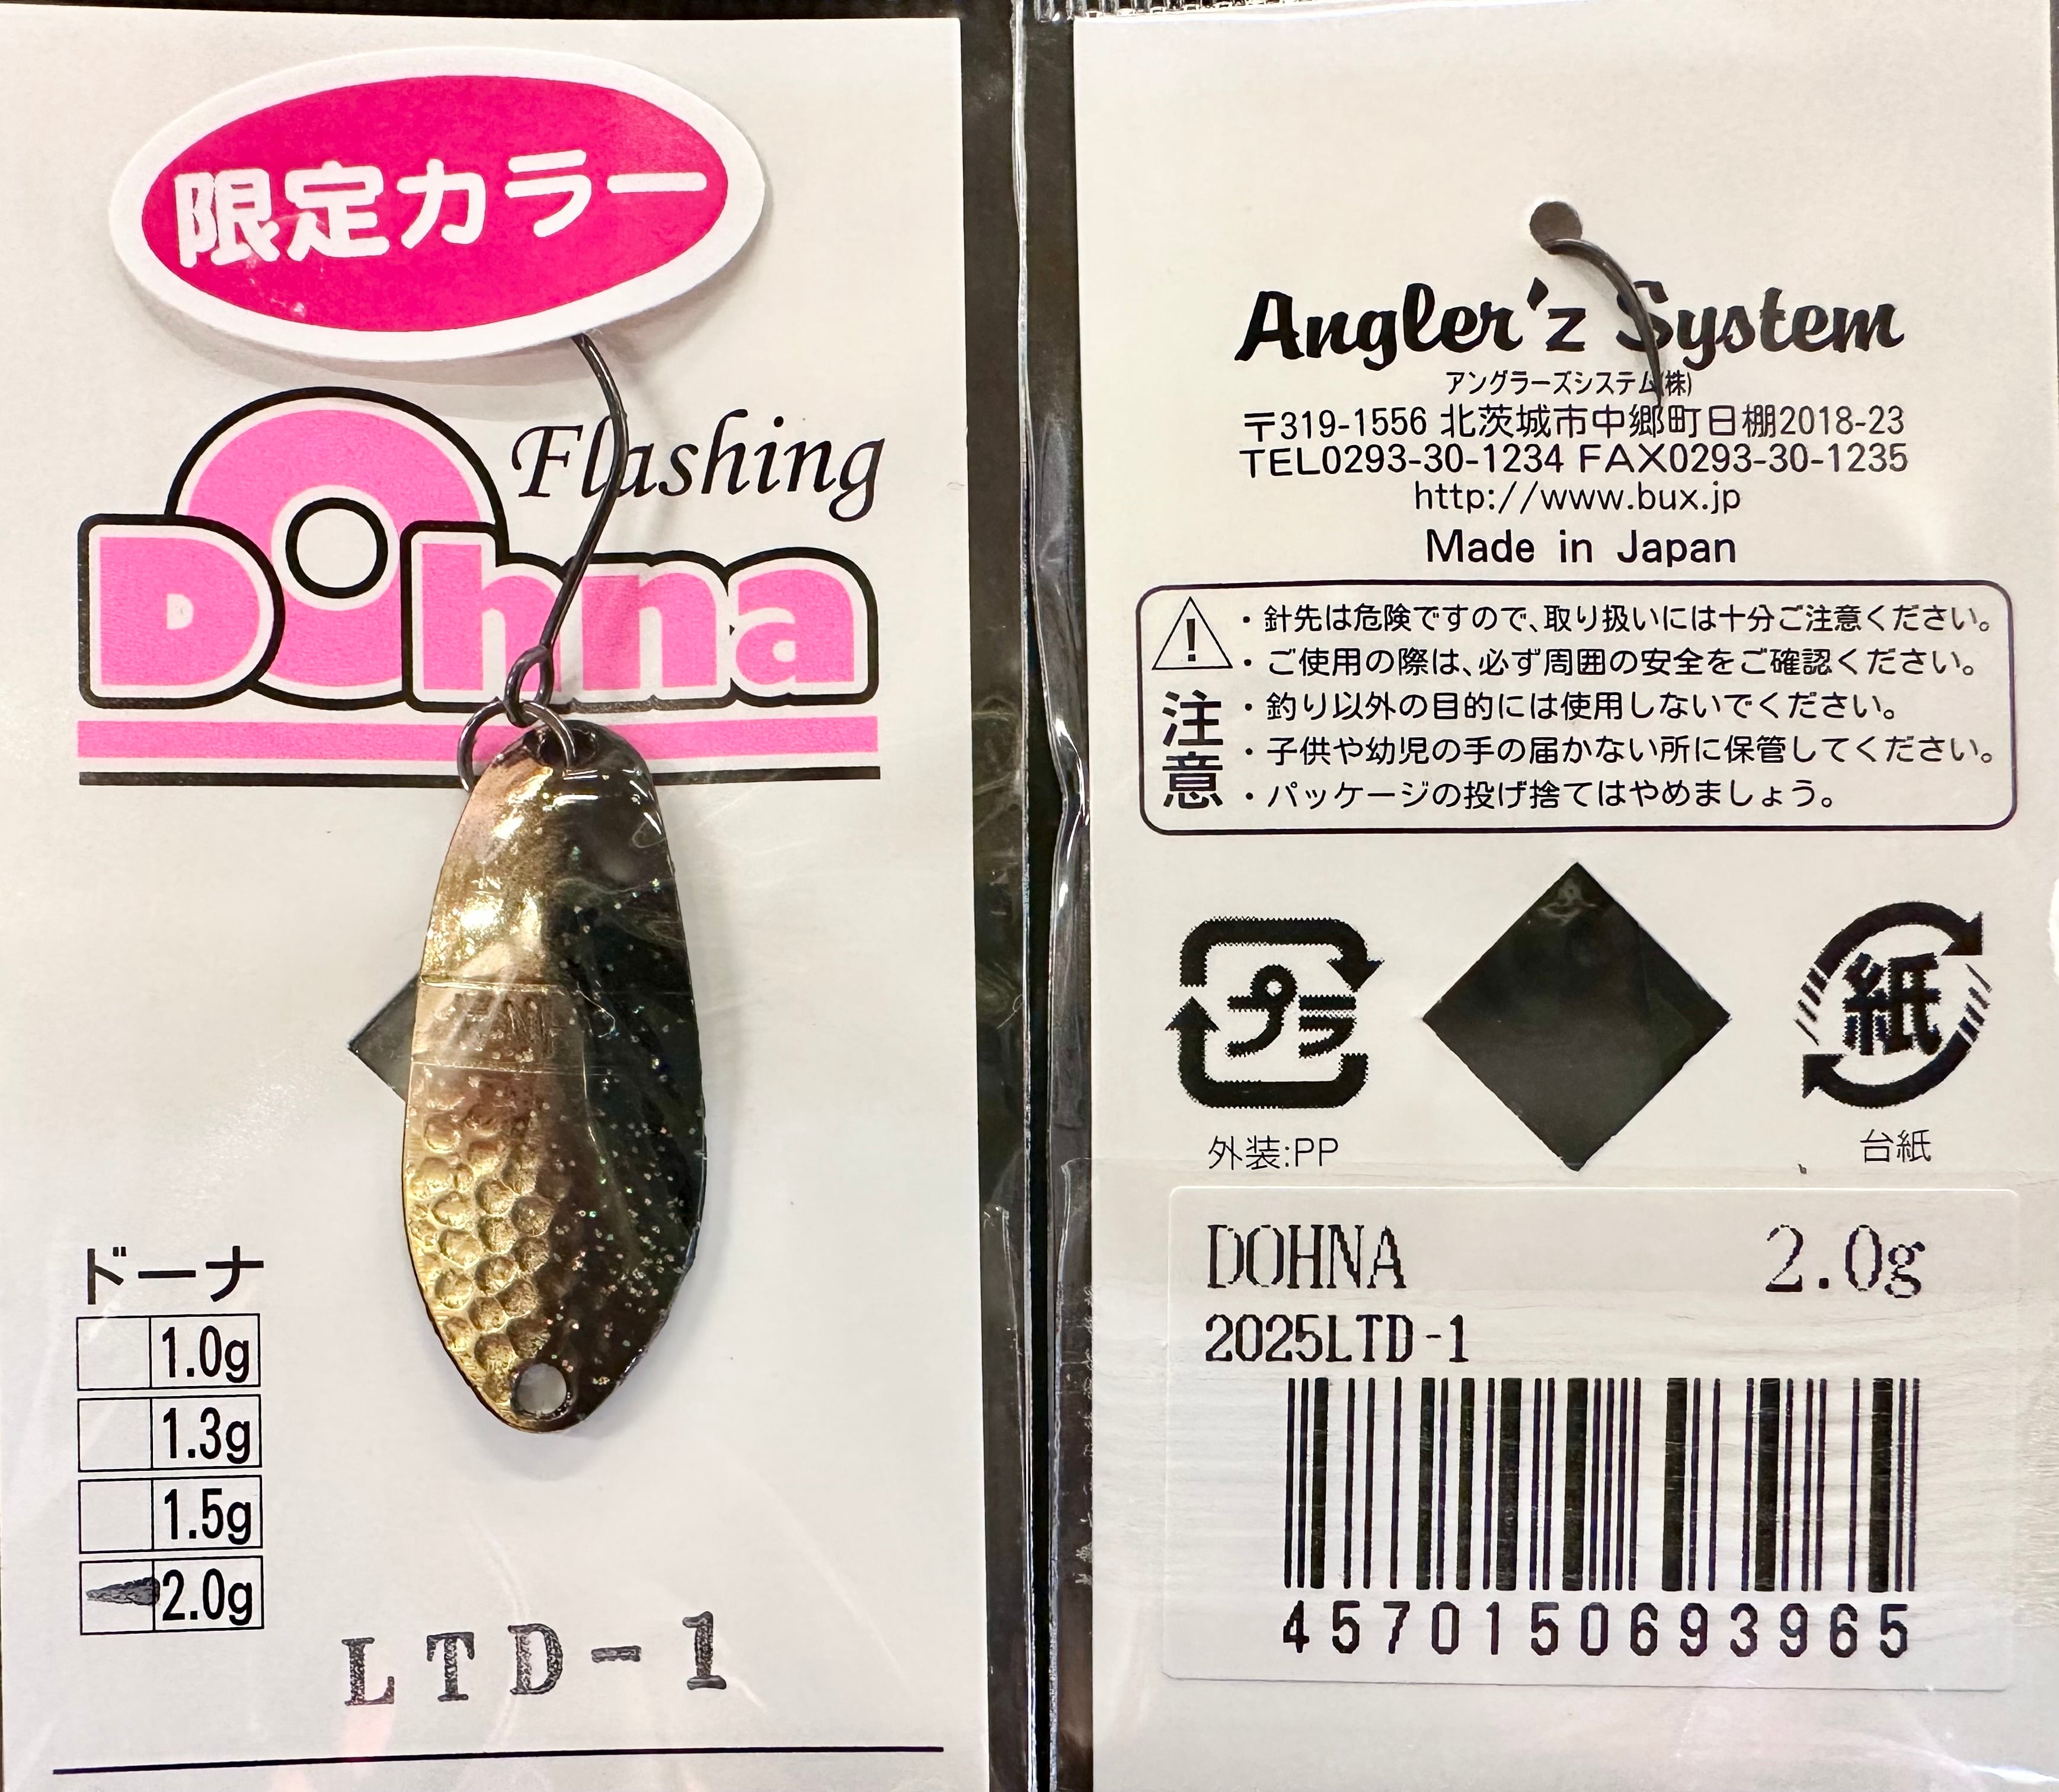 限定カラー
Flashing
Dohna
ドーナ
1.0g
1.3g
1.5g
2.0g
LTD-1
Angler'z System
アングラーズシステム(株)
〒319-1556 北茨城市中郷町日棚2018-23
TEL0293-30-1234 FAX0293-30-1235
http://www.bux.jp
Made in Japan
注意
・針先は危険ですので、取り扱いには十分ご注意ください。
・ご使用の際は、必ず周囲の安全をご確認ください。
・釣り以外の目的には使用しないでください。
・子供や幼児の手の届かない所に保管してください。
・パッケージの投げ捨てはやめましょう。
プラ
紙
外装:PP
台紙
DOHNA 2.0g
2025LTD-1
4570150693965